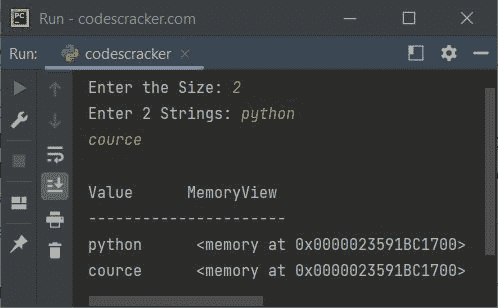 PC
Run - codescracker.com
Run: codescracker
Enter the Size: 2
Enter 2 Strings: python
cource
Value MemoryView
----------------------
python <memory at 0x0000023591BC1700>
cource <memory at 0x0000023591BC1700>